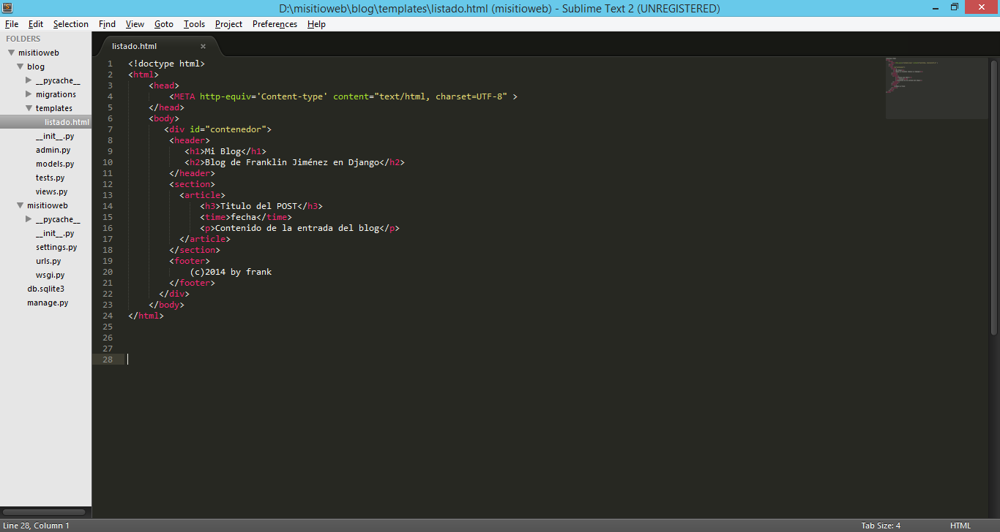 D:\misitioweb\blog\templates\listado.html (misitioweb) - Sublime Text 2 (UNREGISTERED)
File Edit Selection Find View Goto Tools Project Preferences Help
FOLDERS
misitioweb
blog
__pycache__
migrations
templates
listado.html
__init__.py
admin.py
models.py
tests.py
views.py
misitioweb
__pycache__
__init__.py
settings.py
urls.py
wsgi.py
db.sqlite3
manage.py
listado.html ×
1 <!doctype html>
2 <html>
3 <head>
4 <META http-equiv='Content-type' content="text/html, charset=UTF-8" >
5 </head>
6 <body>
7 <div id="contenedor">
8 <header>
9 <h1>Mi Blog</h1>
10 <h2>Blog de Franklin Jiménez en Django</h2>
11 </header>
12 <section>
13 <article>
14 <h3>Titulo del POST</h3>
15 <time>fecha</time>
16 <p>Contenido de la entrada del blog</p>
17 </article>
18 </section>
19 <footer>
20 (c)2014 by frank
21 </footer>
22 </div>
23 </body>
24 </html>
25
26
27
28
Line 28, Column 1
Tab Size: 4
HTML